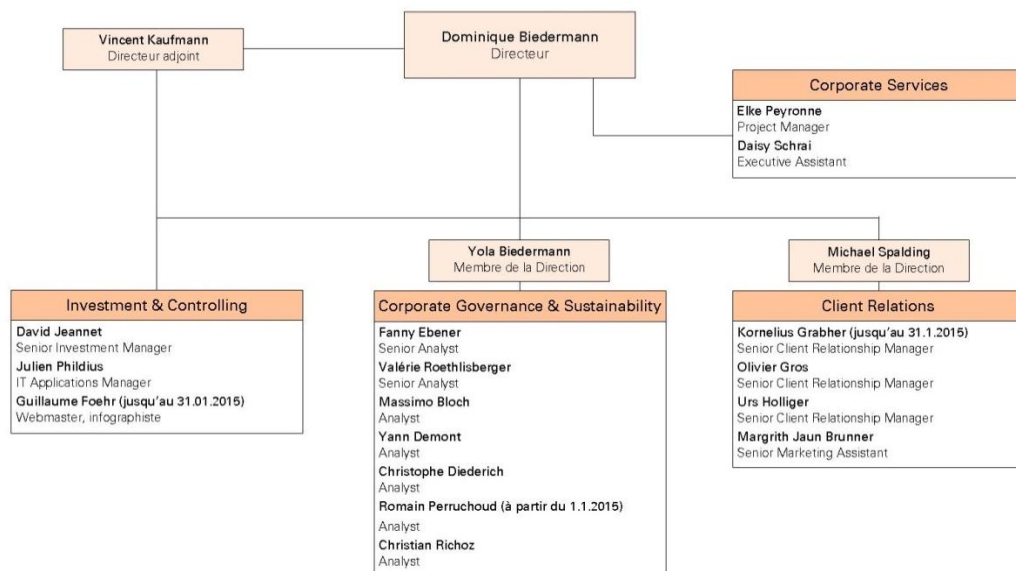 Vincent Kaufmann
Directeur adjoint
Dominique Biedermann
Directeur
Corporate Services
Elke Peyronne
Project Manager
Daisy Schrai
Executive Assistant
Yola Biedermann
Membre de la Direction
Michael Spalding
Membre de la Direction
Investment & Controlling
David Jeannet
Senior Investment Manager
Julien Phildius
IT Applications Manager
Guillaume Foehr (jusqu'au 31.01.2015)
Webmaster, infographiste
Corporate Governance & Sustainability
Fanny Ebener
Senior Analyst
Valérie Roethlisberger
Senior Analyst
Massimo Bloch
Analyst
Yann Demont
Analyst
Christophe Diederich
Analyst
Romain Perruchoud (à partir du 1.1.2015)
Analyst
Christian Richoz
Analyst
Client Relations
Kornelius Grabher (jusqu'au 31.1.2015)
Senior Client Relationship Manager
Olivier Gros
Senior Client Relationship Manager
Urs Holliger
Senior Client Relationship Manager
Margrith Jaun Brunner
Senior Marketing Assistant